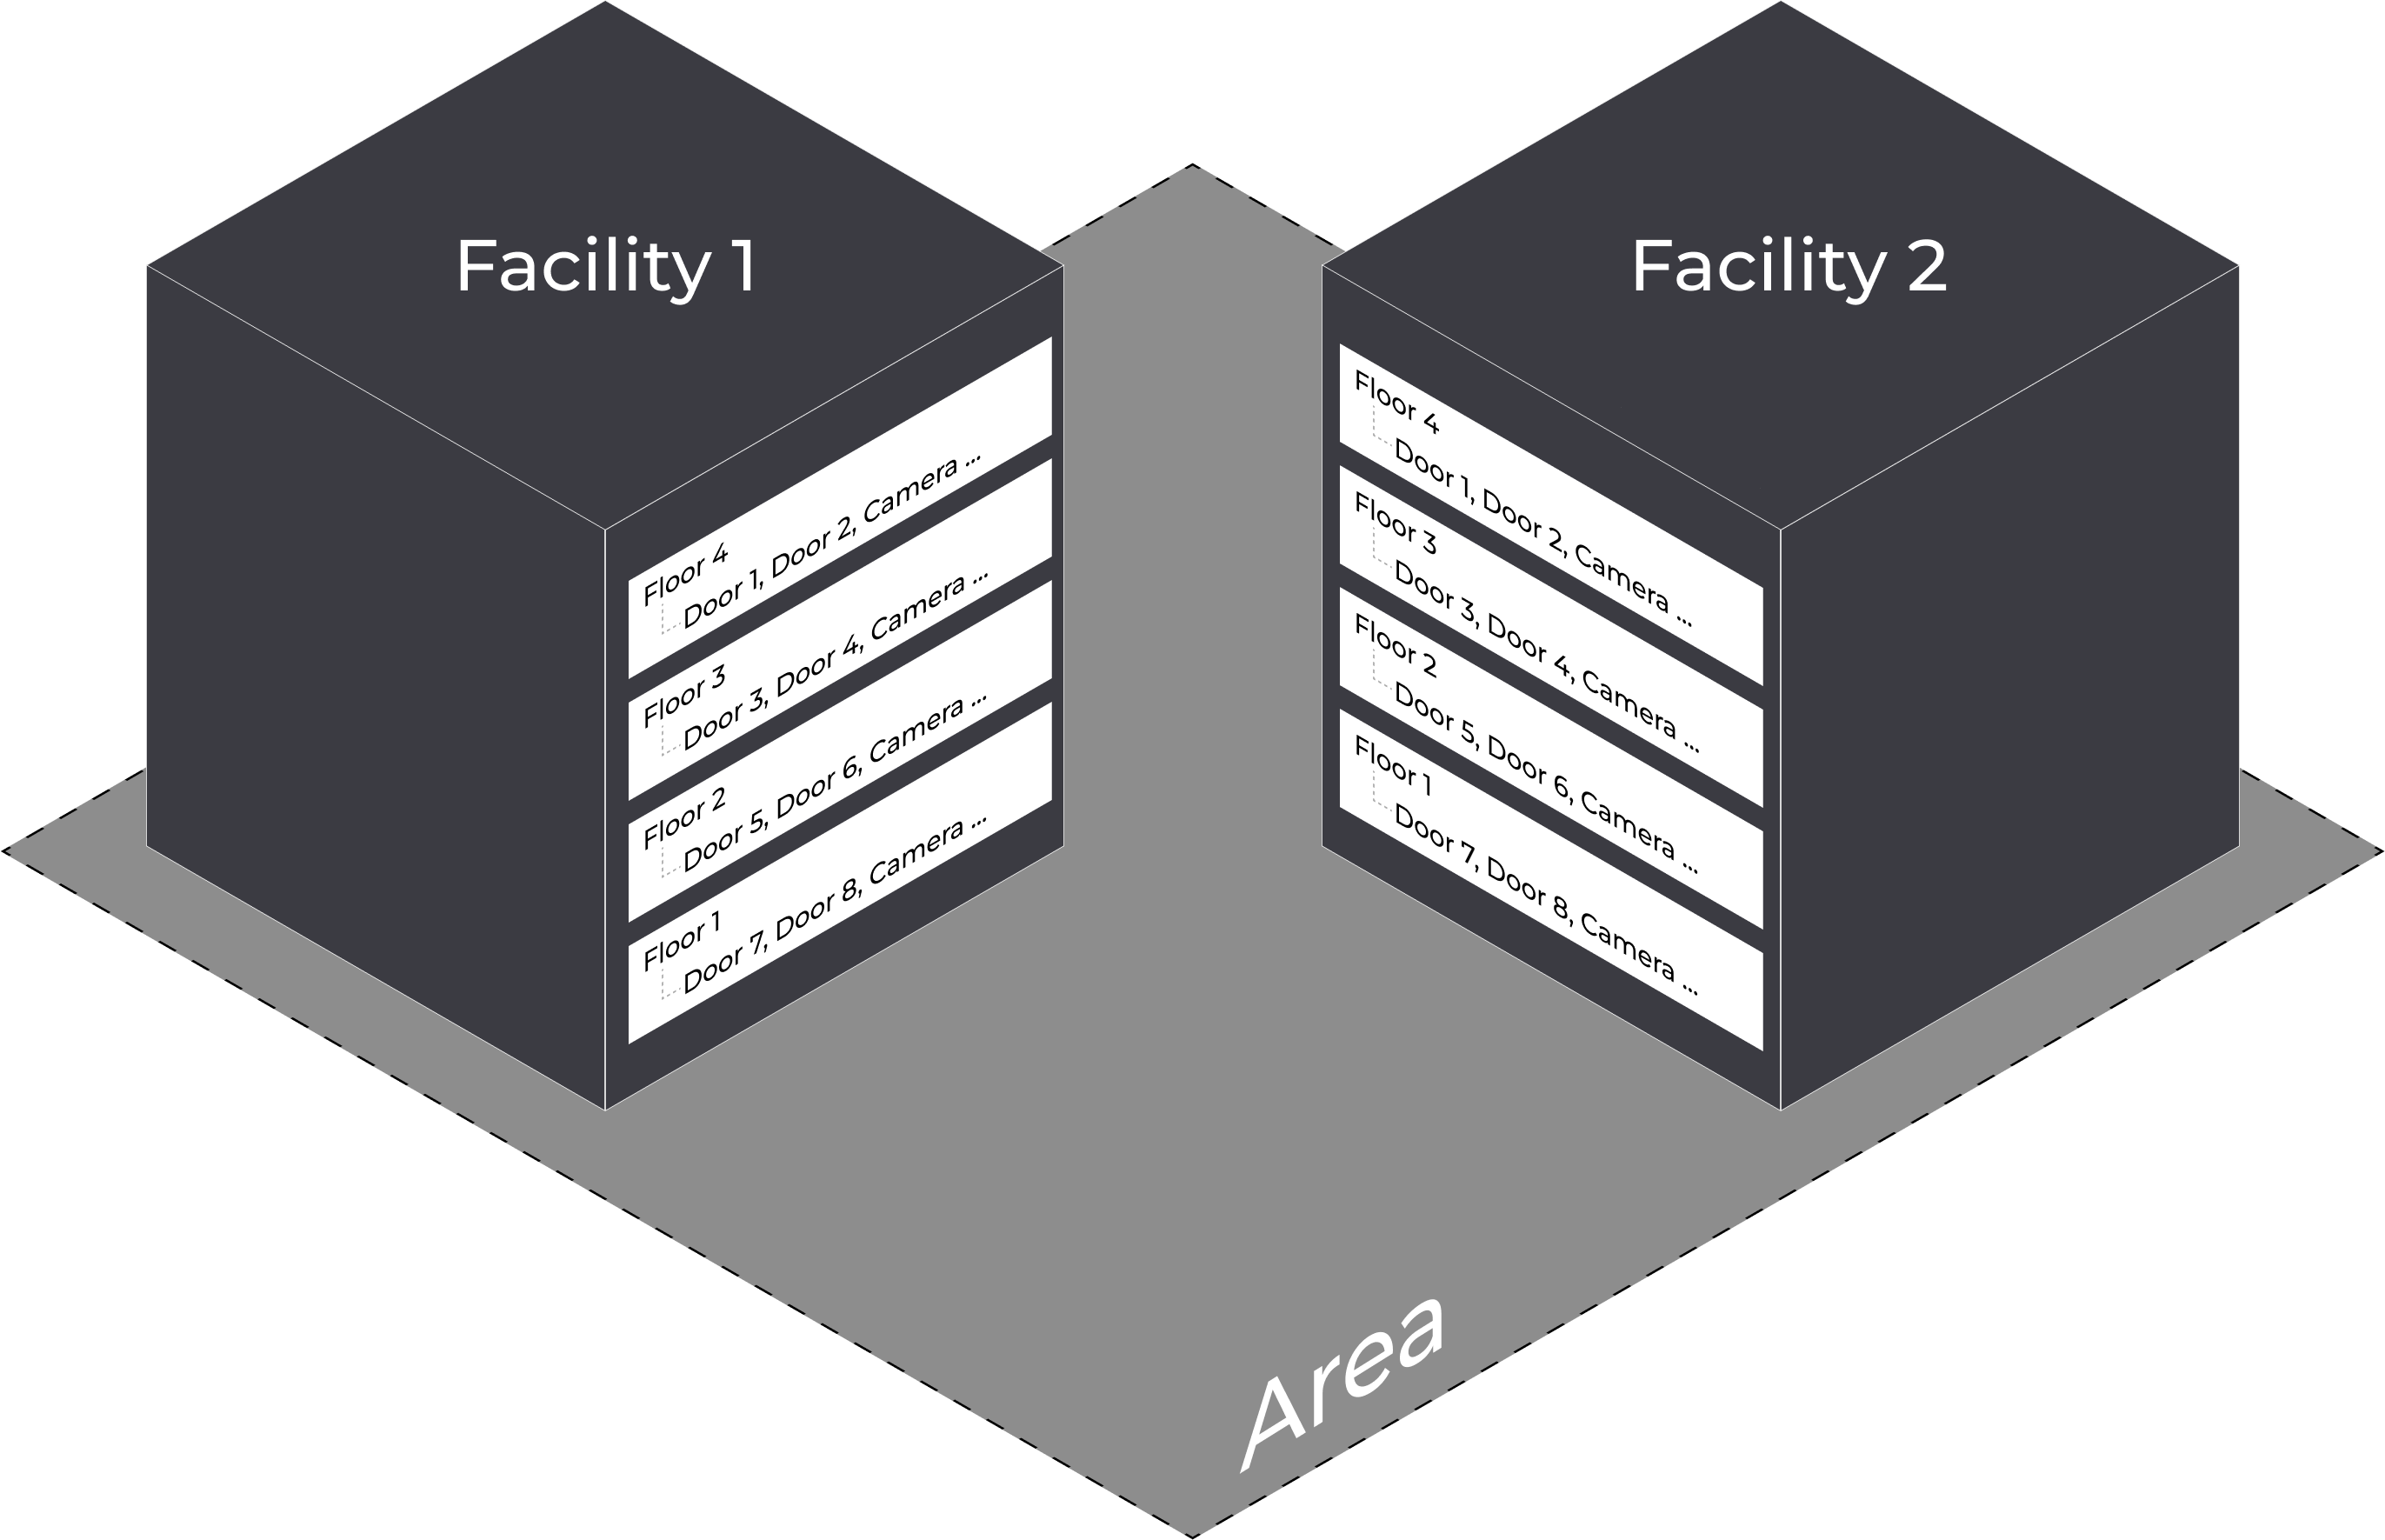 Facility 1
Floor 4
Door 1, Door 2, Camera ...
Floor 3
Door 3, Door 4, Camera ...
Floor 2
Door 5, Door 6, Camera ...
Floor 1
Door 7, Door 8, Camera ...
Facility 2
Floor 4
Door 1, Door 2, Camera ...
Floor 3
Door 3, Door 4, Camera ...
Floor 2
Door 5, Door 6, Camera ...
Floor 1
Door 7, Door 8, Camera ...
Area